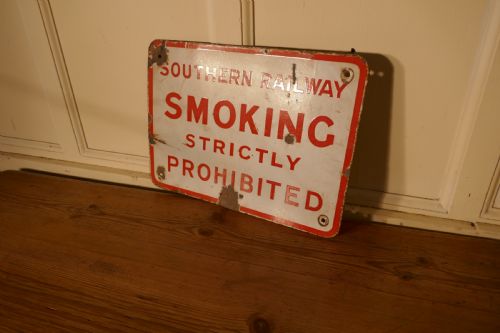 SOUTHERN RAILWAY
SMOKING
STRICTLY
PROHIBITED